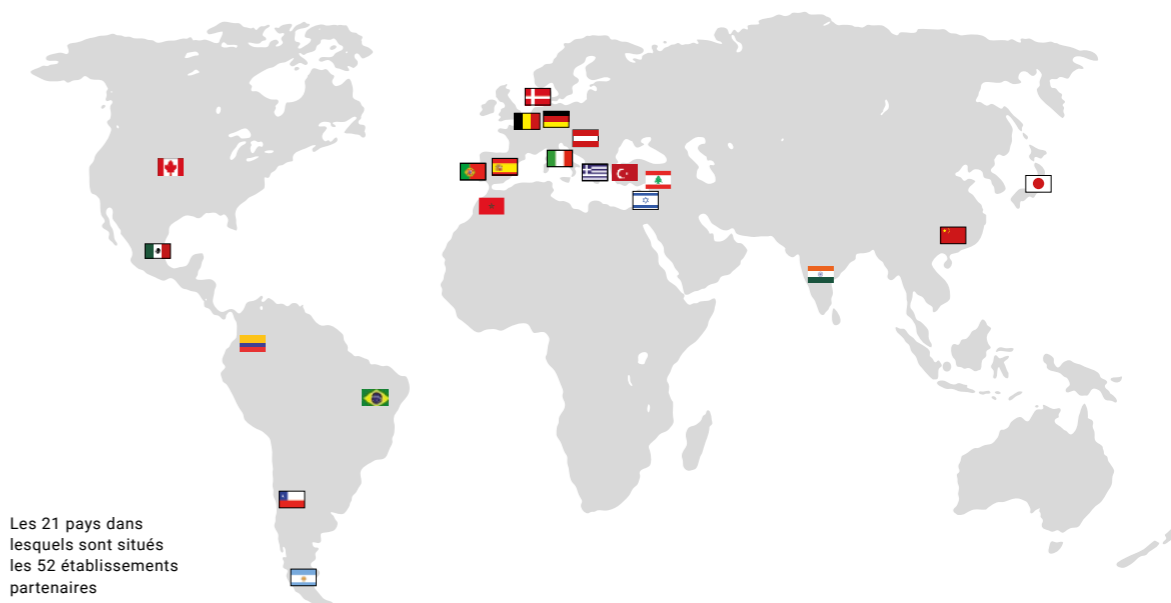 Les 21 pays dans
lesquels sont situés
les 52 établissements
partenaires